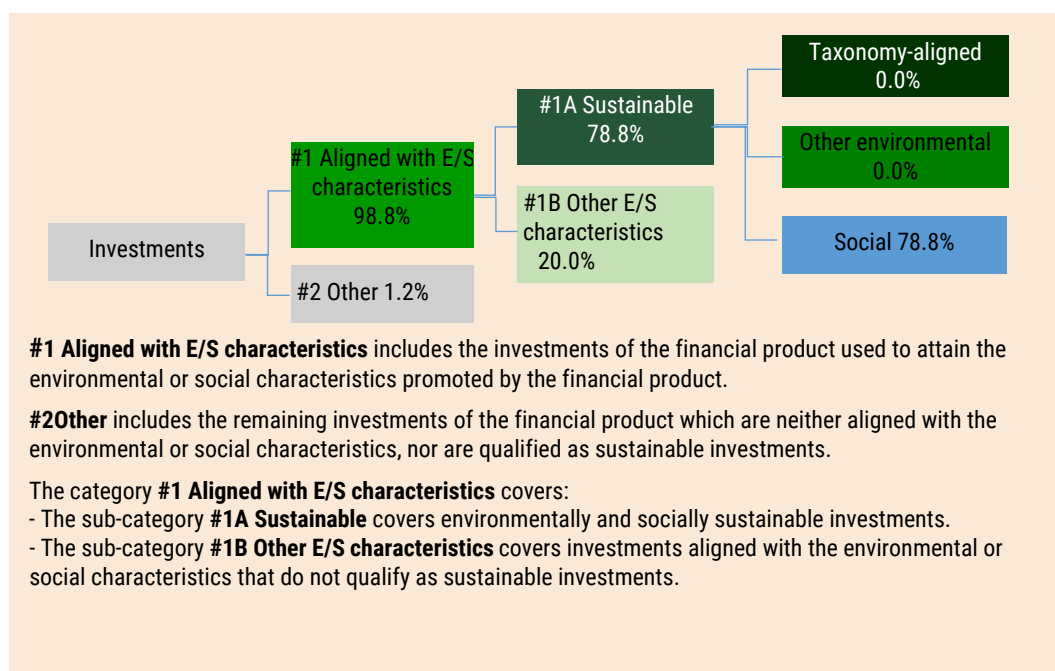 Taxonomy-aligned
0.0%
#1A Sustainable
78.8%
Other environmental
0.0%
#1 Aligned with E/S
characteristics
98.8%
#1B Other E/S
characteristics
20.0%
Social 78.8%
Investments
#2 Other 1.2%
#1 Aligned with E/S characteristics includes the investments of the financial product used to attain the
environmental or social characteristics promoted by the financial product.
#2Other includes the remaining investments of the financial product which are neither aligned with the
environmental or social characteristics, nor are qualified as sustainable investments.
The category #1 Aligned with E/S characteristics covers:
- The sub-category #1A Sustainable covers environmentally and socially sustainable investments.
- The sub-category #1B Other E/S characteristics covers investments aligned with the environmental or
social characteristics that do not qualify as sustainable investments.